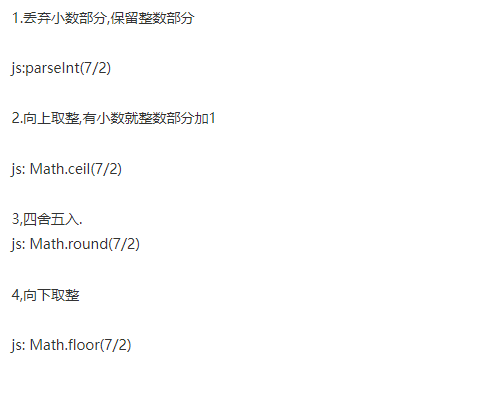 1.丢弃小数部分,保留整数部分
js:parseInt(7/2)
2.向上取整,有小数就整数部分加1
js: Math.ceil(7/2)
3,四舍五入.
js: Math.round(7/2)
4,向下取整
js: Math.floor(7/2)